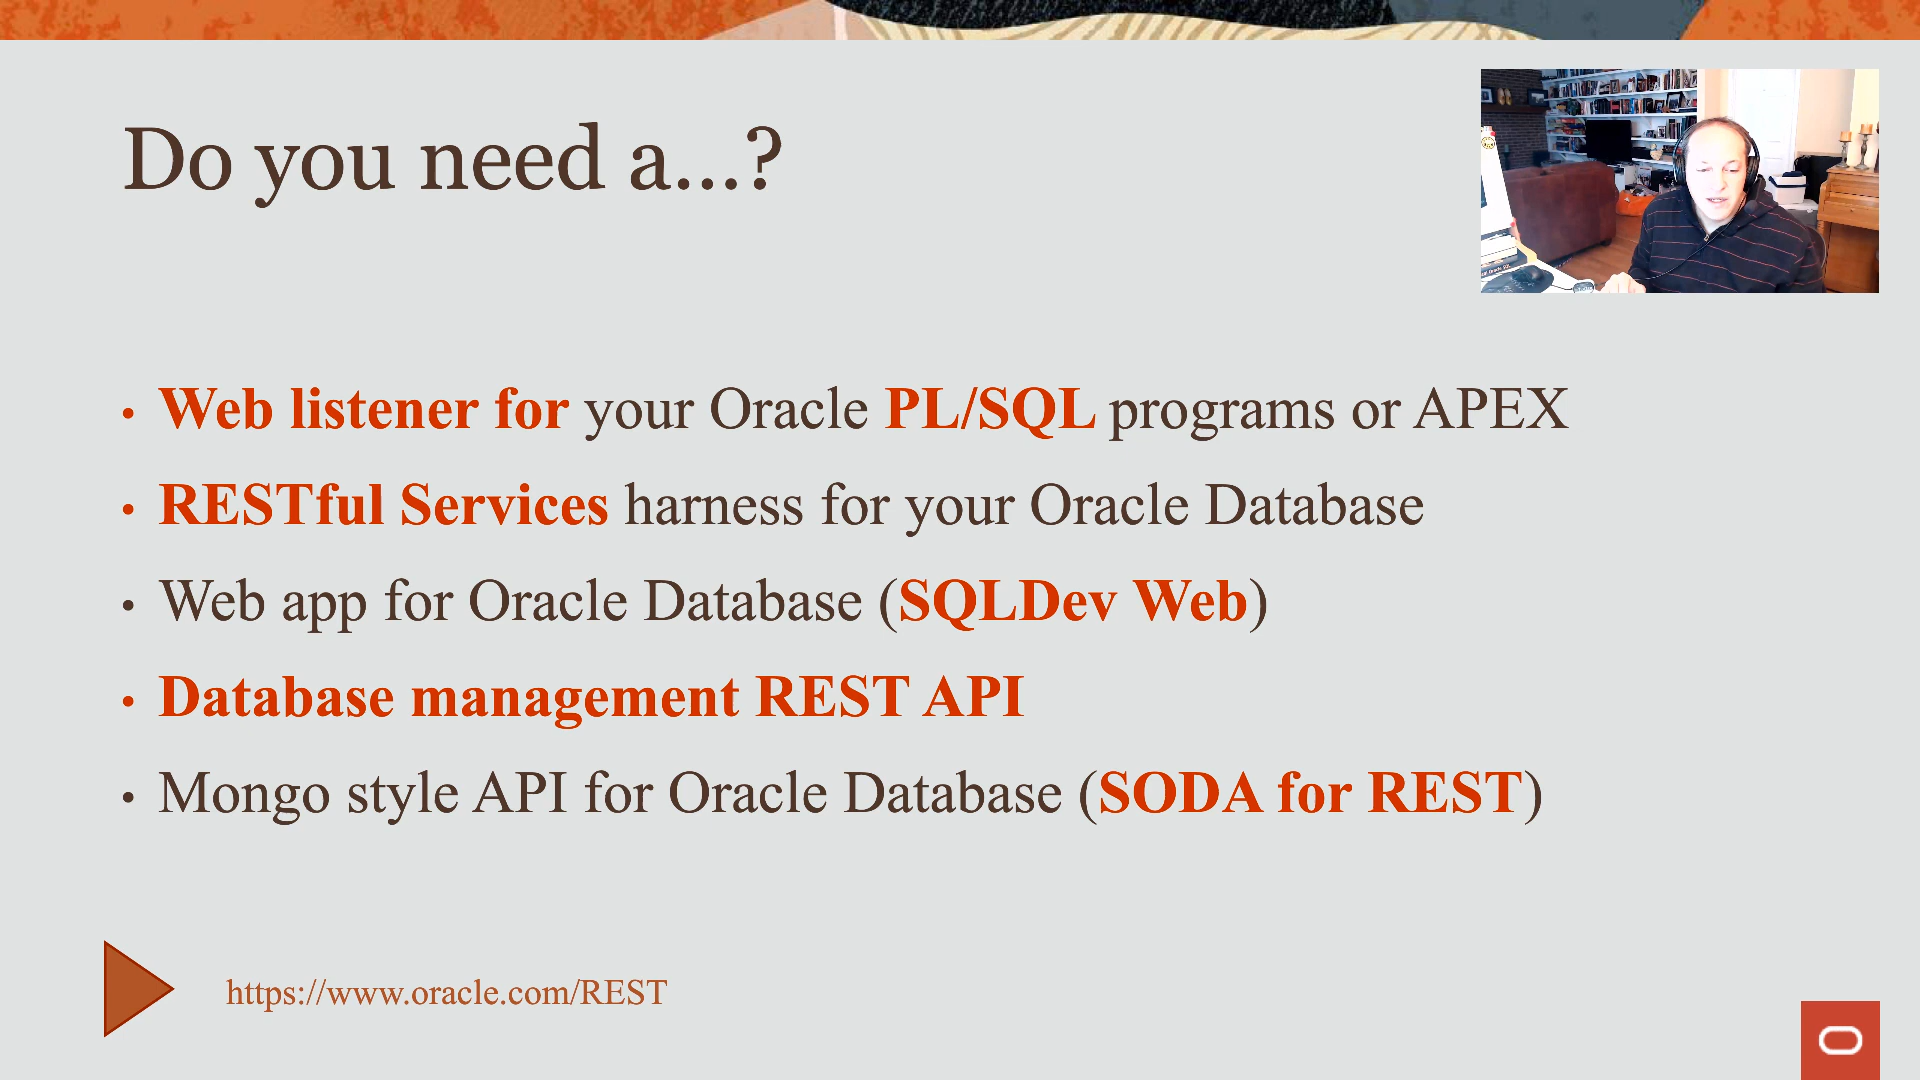 Do you need a...?
• Web listener for your Oracle PL/SQL programs or APEX
• RESTful Services harness for your Oracle Database
• Web app for Oracle Database (SQLDev Web)
• Database management REST API
• Mongo style API for Oracle Database (SODA for REST)
https://www.oracle.com/REST